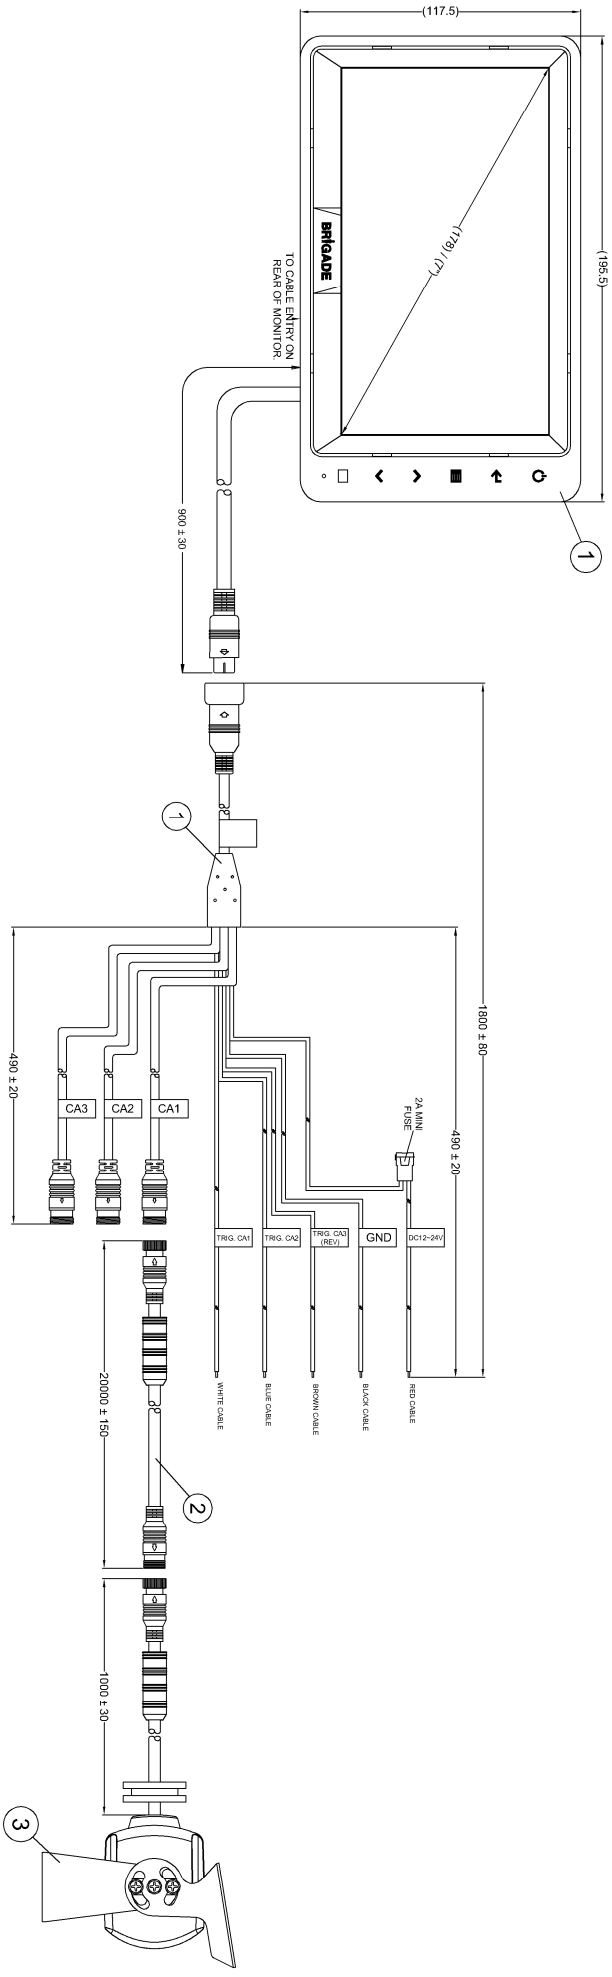 (117.5)
(195.5)
(178) / (7")
BRIGADE
TO CABLE ENTRY ON
REAR OF MONITOR.
1
900 ± 30
1
1800 ± 80
490 ± 20
490 ± 20
2A MINI
FUSE
CA3
CA2
CA1
TRIG. CA1
TRIG. CA2
TRIG. CA3
(REV)
GND
DC12~24V
WHITE CABLE
BLUE CABLE
BROWN CABLE
BLACK CABLE
RED CABLE
20000 ± 150
2
1000 ± 30
3